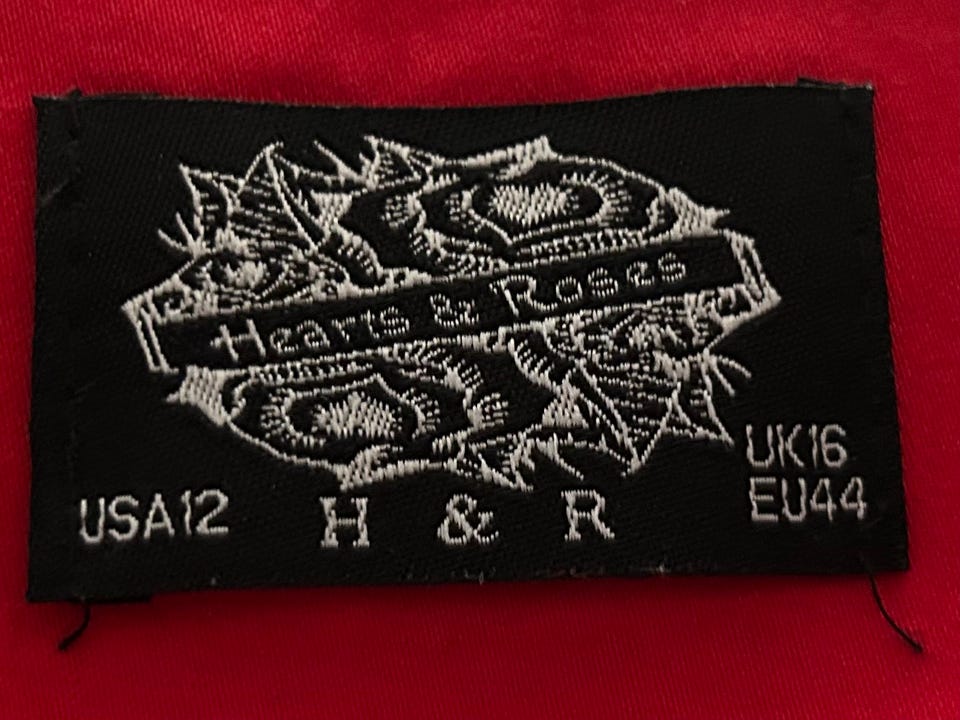 Hearts & Roses
USA12
H & R
UK16
EU44